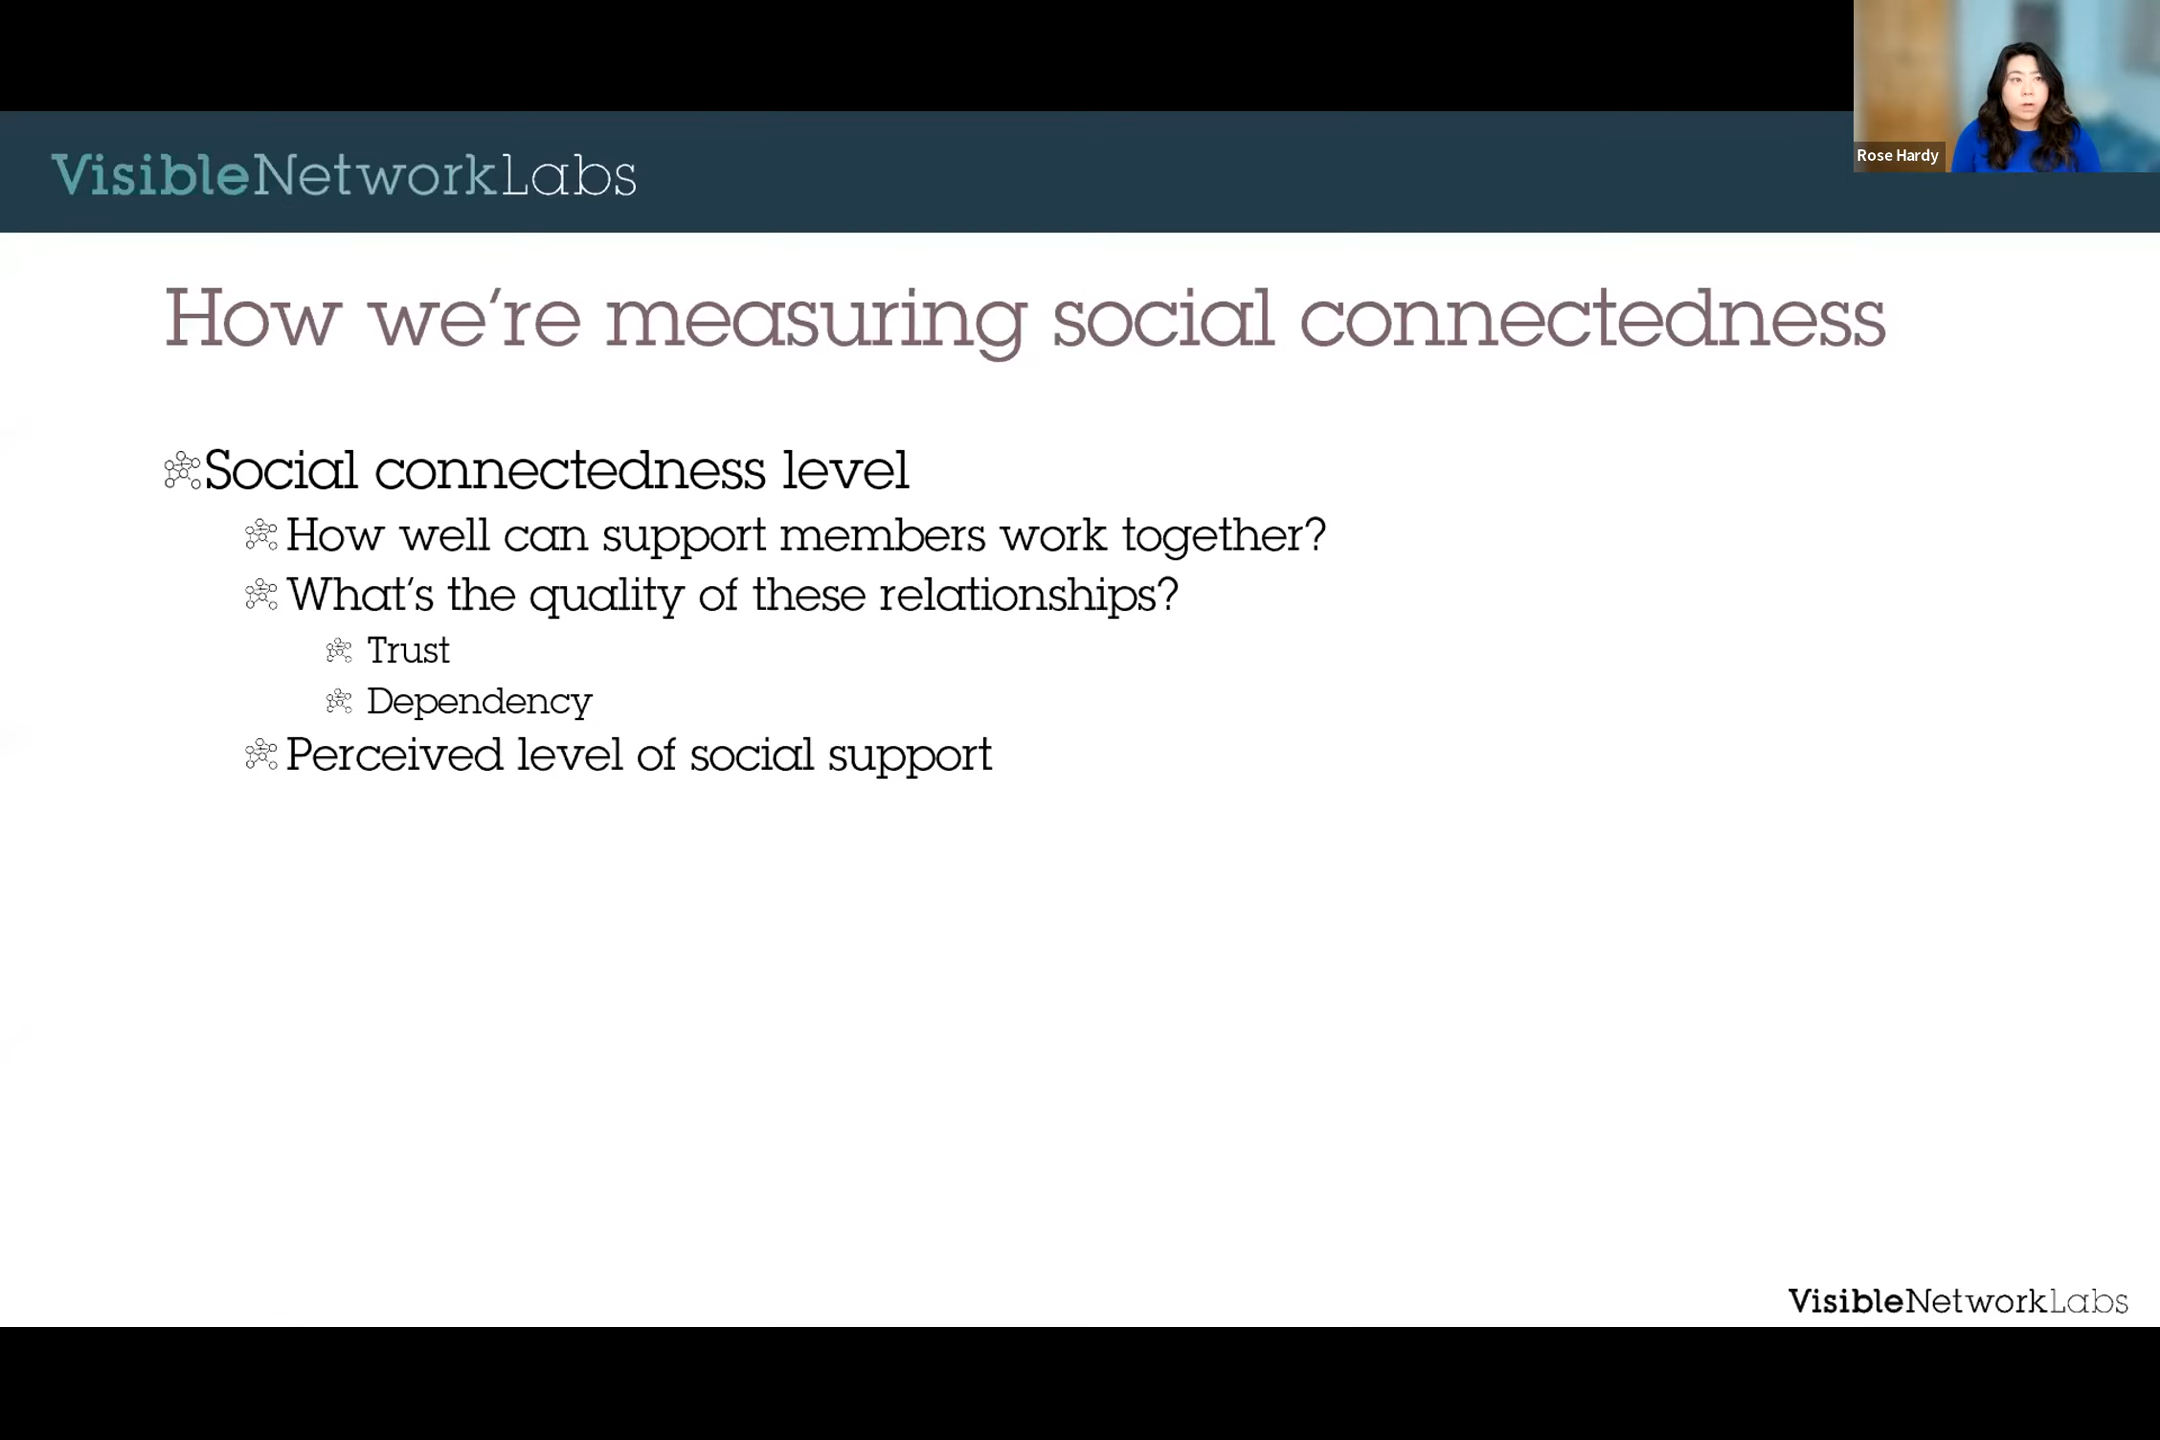 Rose Hardy
VisibleNetworkLabs
How we're measuring social connectedness
Social connectedness level
How well can support members work together?
What's the quality of these relationships?
Trust
Dependency
Perceived level of social support
VisibleNetworkLabs